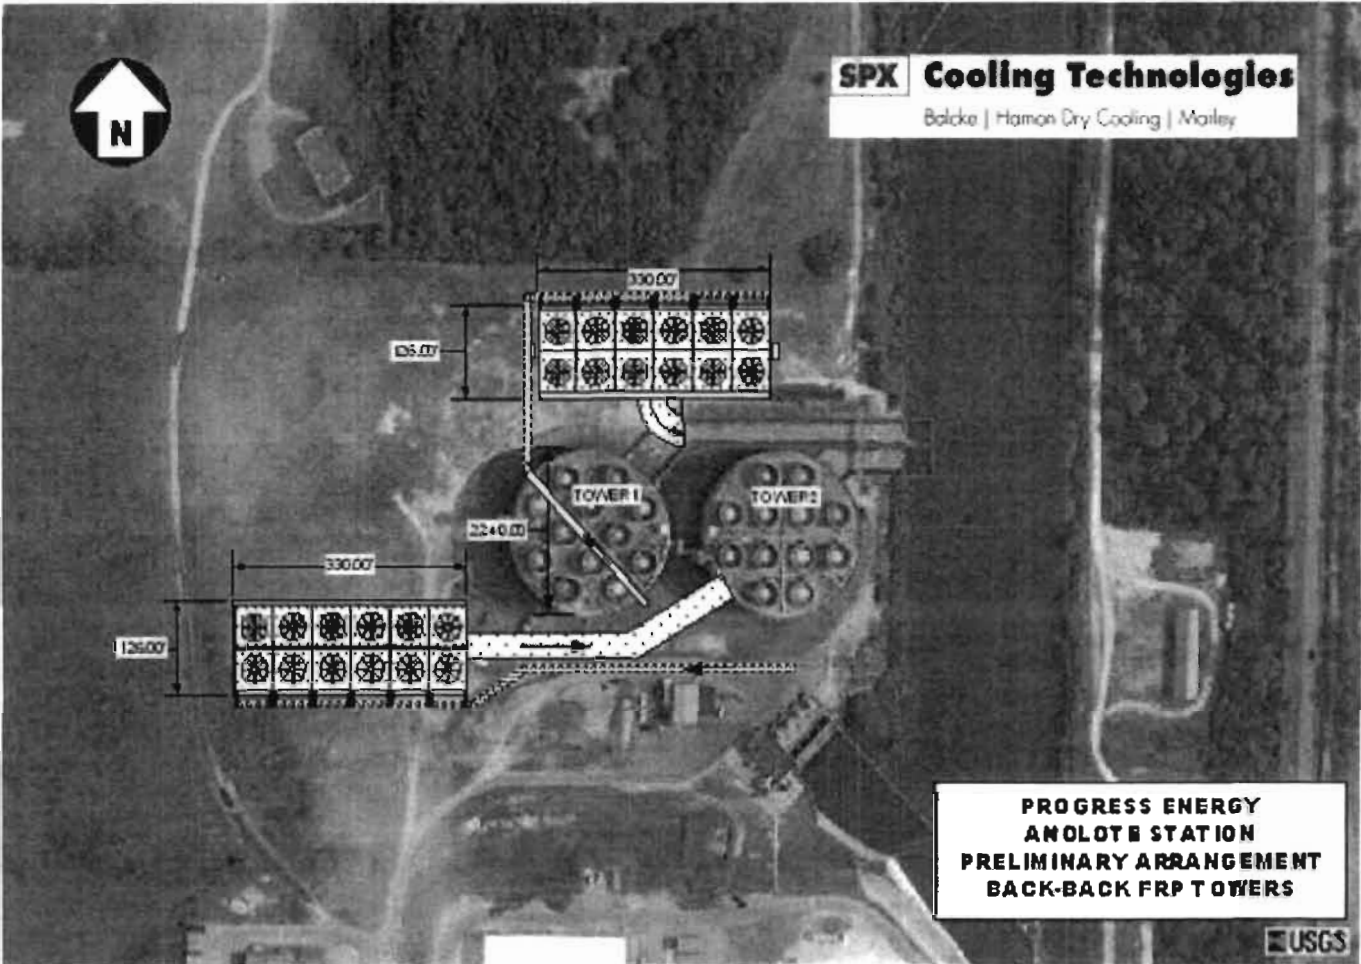 N
SPX Cooling Technologies
Balcke | Hamon Dry Cooling | Marley
330.00'
TOWER 1
TOWER 2
330.00'
126.00'
PROGRESS ENERGY
ANOLOTE STATION
PRELIMINARY ARRANGEMENT
BACK-BACK FRP TOWERS
USGS